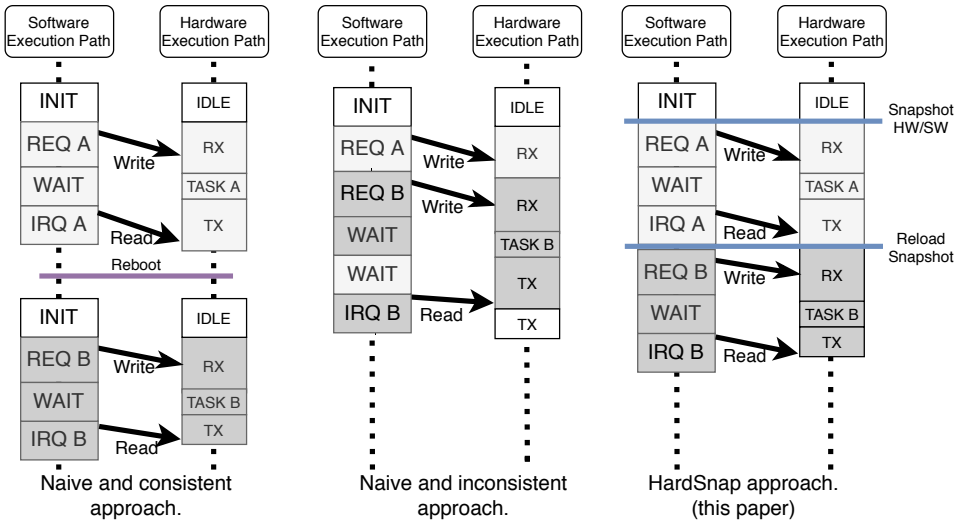 Software
Execution Path
Hardware
Execution Path
INIT
IDLE
REQ A
Write
RX
WAIT
TASK A
IRQ A
Read
TX
Reboot
INIT
IDLE
REQ B
Write
RX
WAIT
TASK B
IRQ B
Read
TX
Naive and consistent
approach.
Software
Execution Path
Hardware
Execution Path
INIT
IDLE
REQ A
Write
RX
REQ B
Write
RX
WAIT
TASK B
WAIT
TX
IRQ B
Read
TX
Naive and inconsistent
approach.
Software
Execution Path
Hardware
Execution Path
INIT
IDLE
Snapshot
HW/SW
REQ A
Write
RX
WAIT
TASK A
IRQ A
Read
TX
Reload
Snapshot
REQ B
Write
RX
WAIT
TASK B
IRQ B
Read
TX
HardSnap approach.
(this paper)